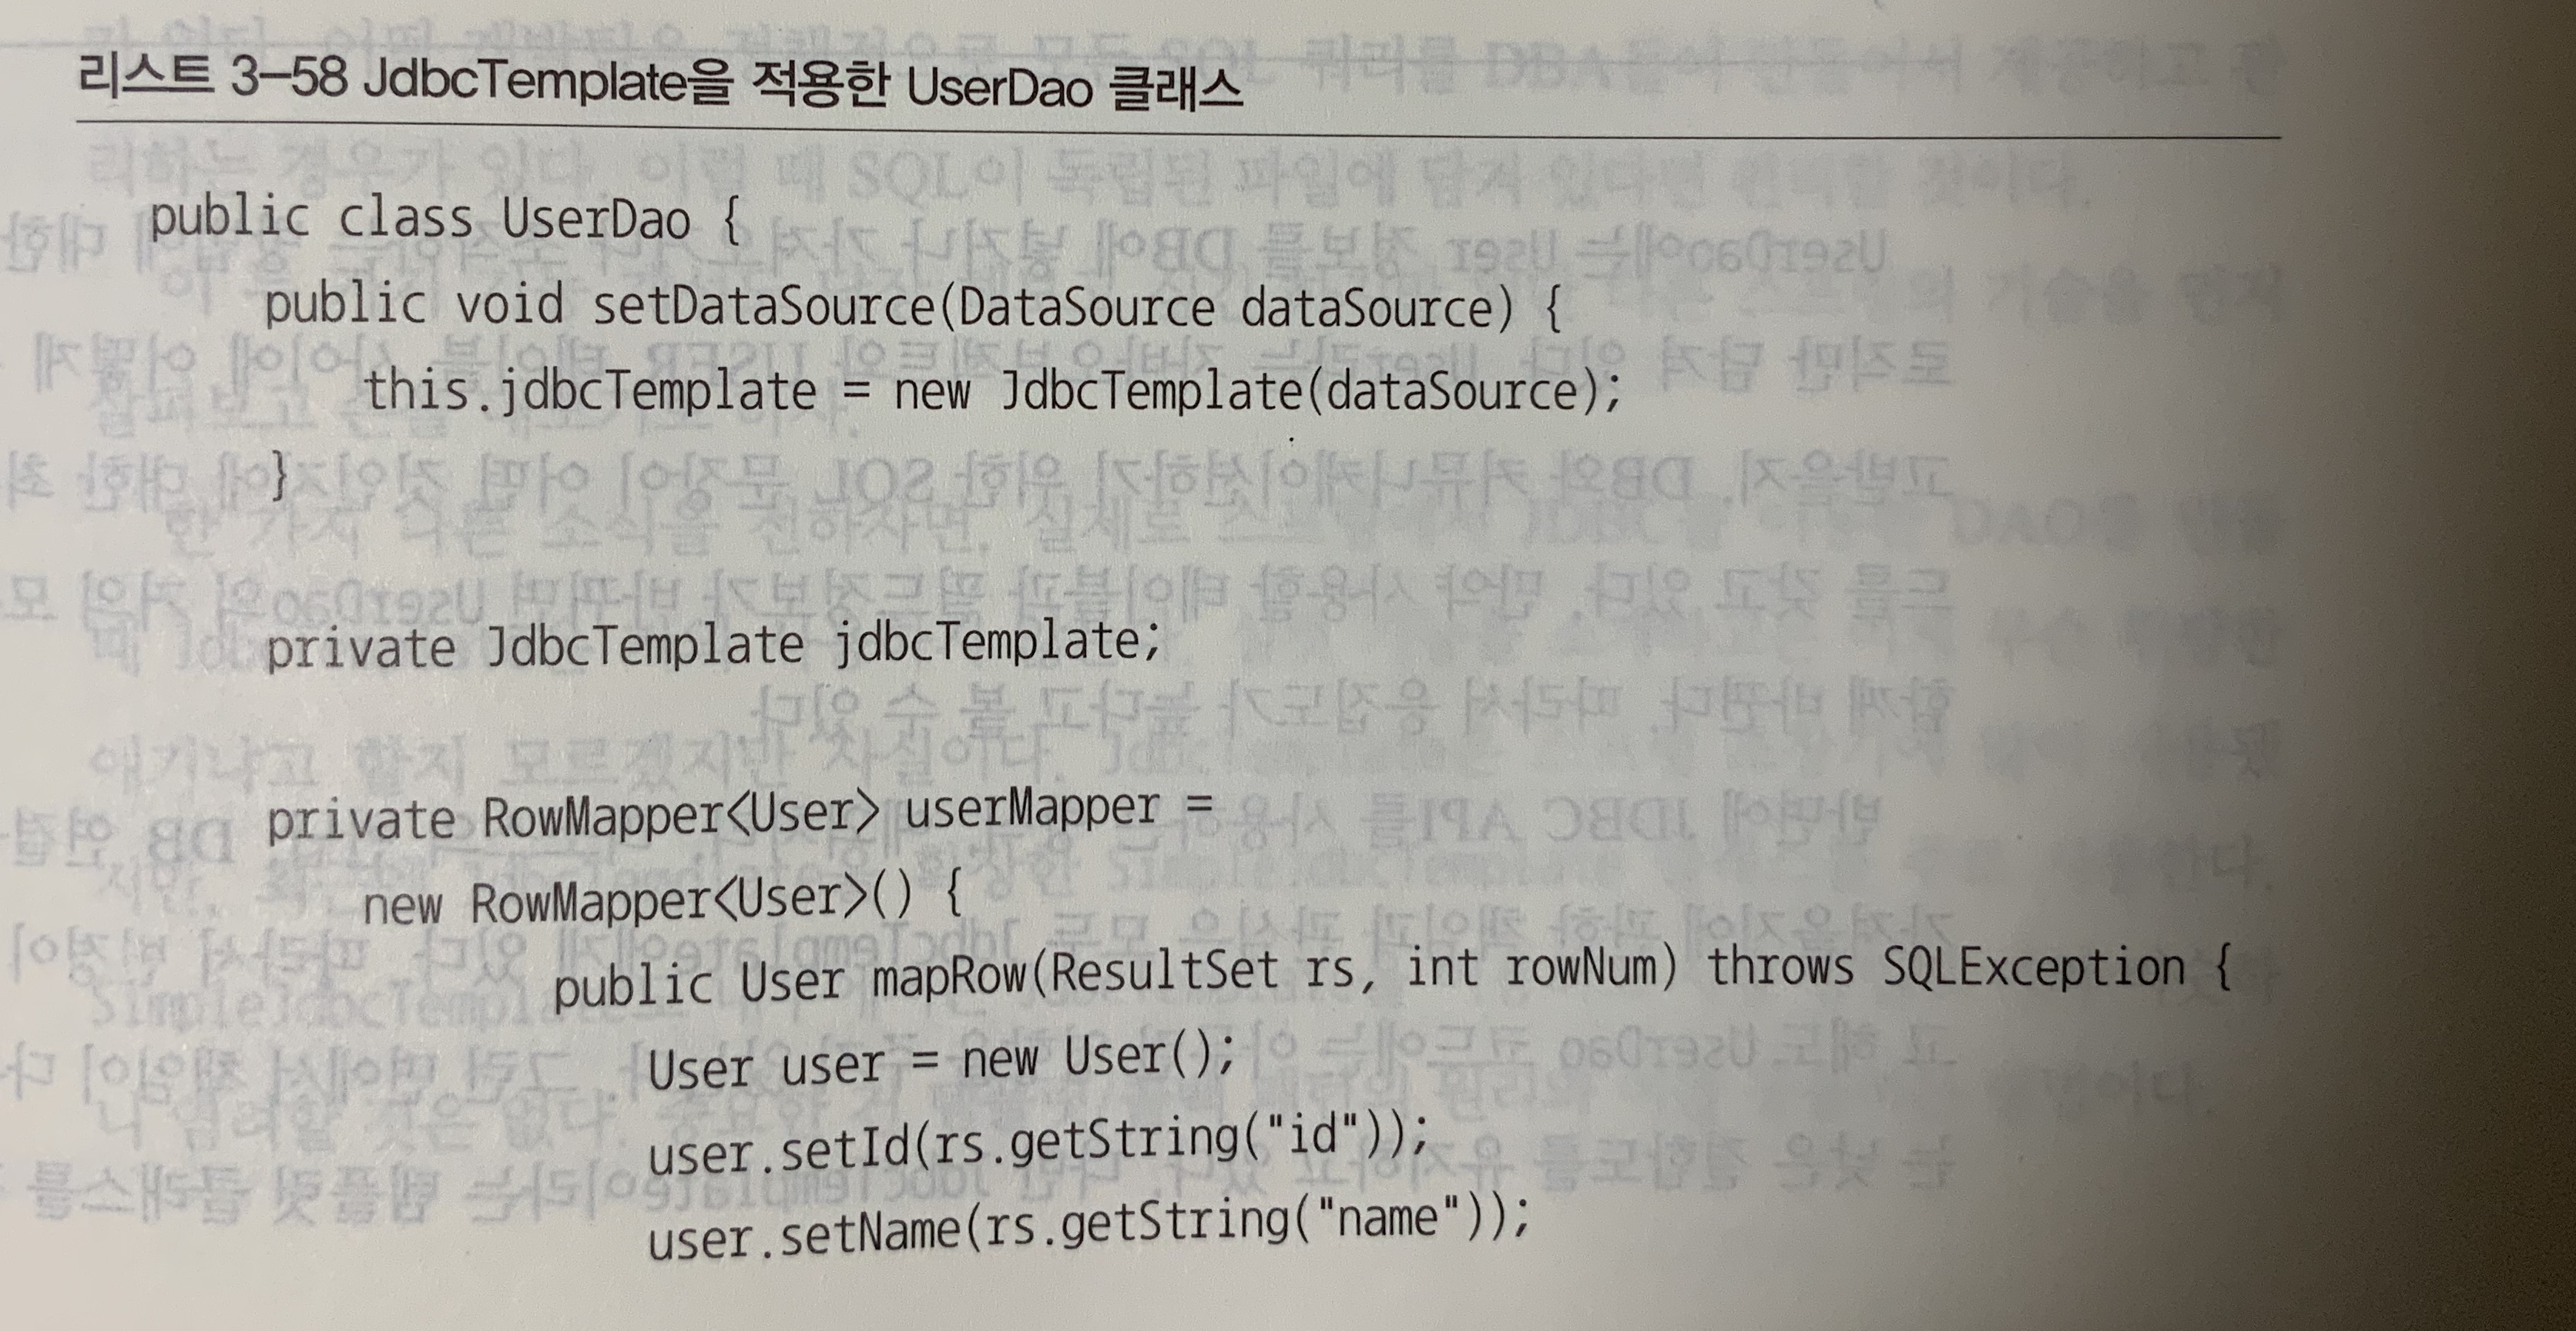 리스트 3-58 JdbcTemplate을 적용한 UserDao 클래스
public class UserDao {
public void setDataSource(DataSource dataSource) {
this.jdbcTemplate = new JdbcTemplate(dataSource);
}
private JdbcTemplate jdbcTemplate;
private RowMapper<User> userMapper =
new RowMapper<User>() {
public User mapRow(ResultSet rs, int rowNum) throws SQLException {
User user = new User();
user.setId(rs.getString("id"));
user.setName(rs.getString("name"));